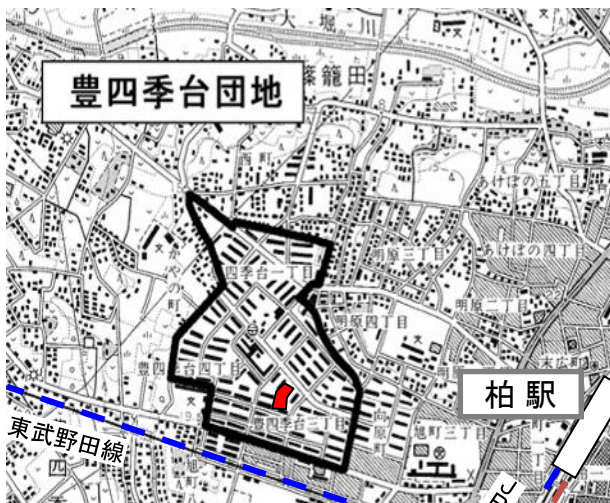 大堀川
豊四季台団地
篠籠田
西町
あけぼの五丁目
かやの町
明原三丁目
あけぼの四丁目
四季台一丁目
明原二丁目
明原四丁目
末広町
豊四季台四丁目
柏駅
豊四季台三丁目
向原町
旭町三丁目
東武野田線